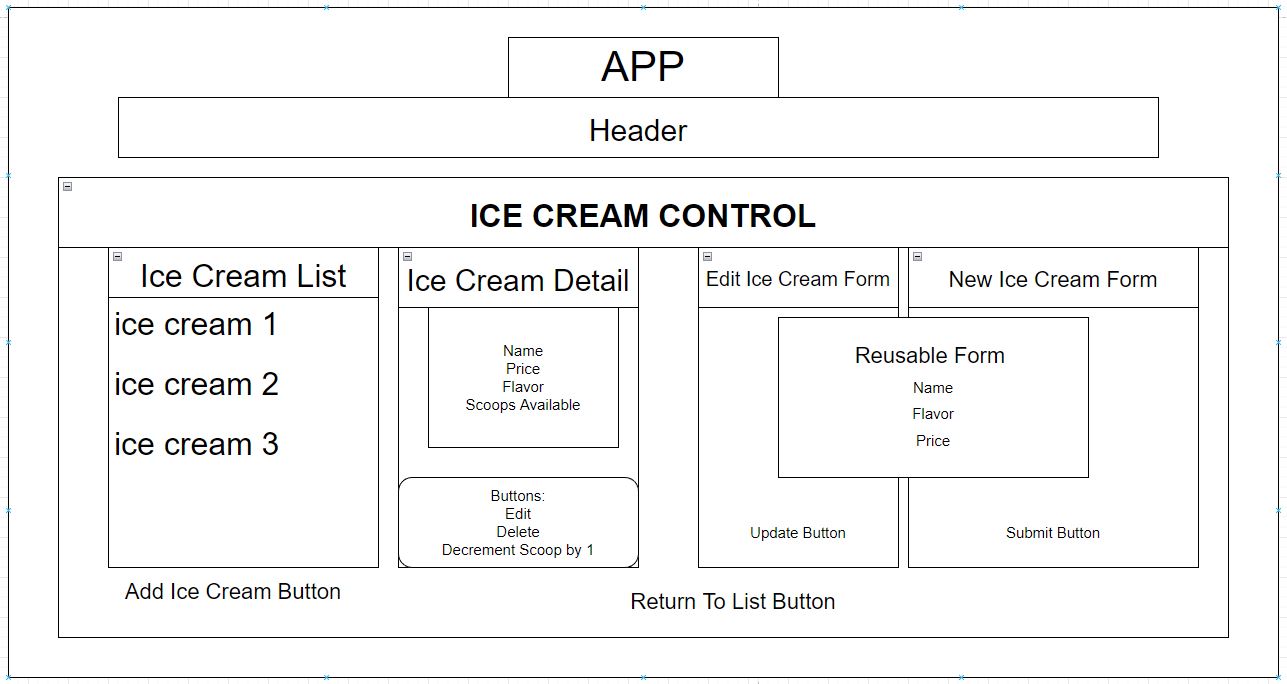 APP
Header
ICE CREAM CONTROL
Ice Cream List
ice cream 1
ice cream 2
ice cream 3
Add Ice Cream Button
Ice Cream Detail
Name
Price
Flavor
Scoops Available
Buttons:
Edit
Delete
Decrement Scoop by 1
Edit Ice Cream Form
New Ice Cream Form
Reusable Form
Name
Flavor
Price
Update Button
Submit Button
Return To List Button